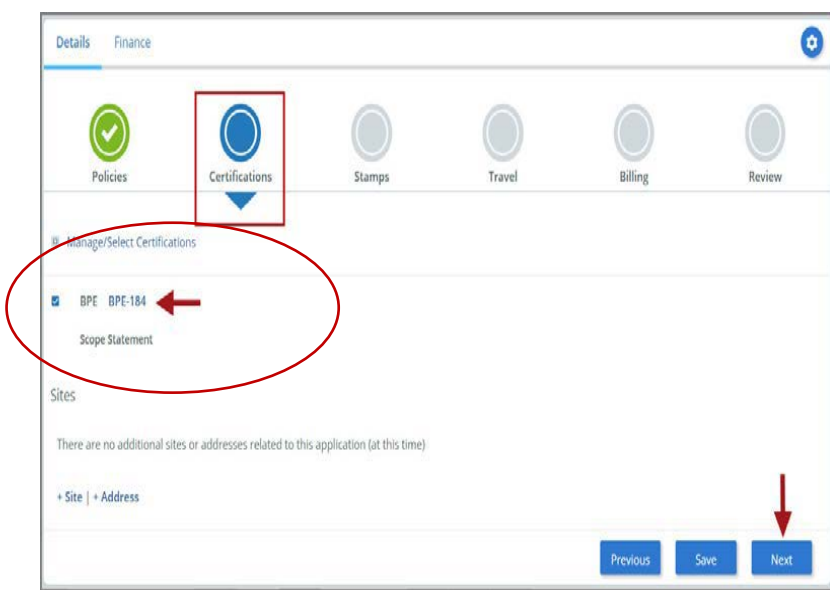 Details Finance
Policies Certifications Stamps Travel Billing Review
Manage/Select Certifications
BPE BPE-184
Scope Statement
Sites
There are no additional sites or addresses related to this application (at this time)
+ Site | + Address
Previous Save Next